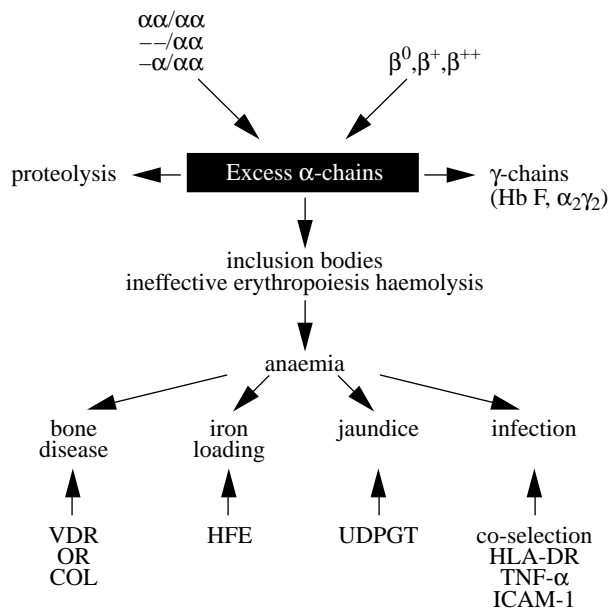 αα/αα
−−/αα
−α/αα
β⁰,β⁺,β⁺⁺
proteolysis
Excess α-chains
γ-chains
(Hb F, α₂γ₂)
inclusion bodies
ineffective erythropoiesis haemolysis
anaemia
bone
disease
iron
loading
jaundice
infection
VDR
OR
COL
HFE
UDPGT
co-selection
HLA-DR
TNF-α
ICAM-1